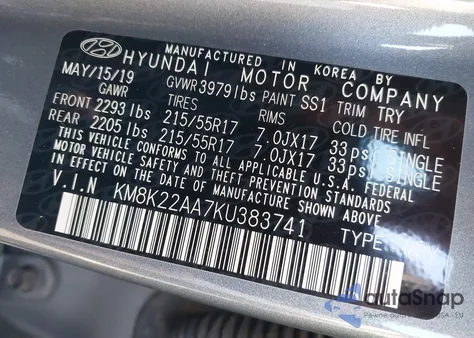 MANUFACTURED IN KOREA BY
HYUNDAI MOTOR COMPANY
MAY/15/19 GVWR 3979 lbs PAINT SS1 TRIM TRY
GAWR TIRES RIMS COLD TIRE INFL
FRONT 2293 lbs 215/55R17 7.0JX17 33 psi SINGLE
REAR 2205 lbs 215/55R17 7.0JX17 33 psi SINGLE
THIS VEHICLE CONFORMS TO ALL APPLICABLE U.S.A. FEDERAL
MOTOR VEHICLE SAFETY STANDARDS
IN EFFECT ON THE DATE OF MANUFACTURE SHOWN ABOVE.
V.I.N KM8K22AA7KU383741 TYPE
autoSnap